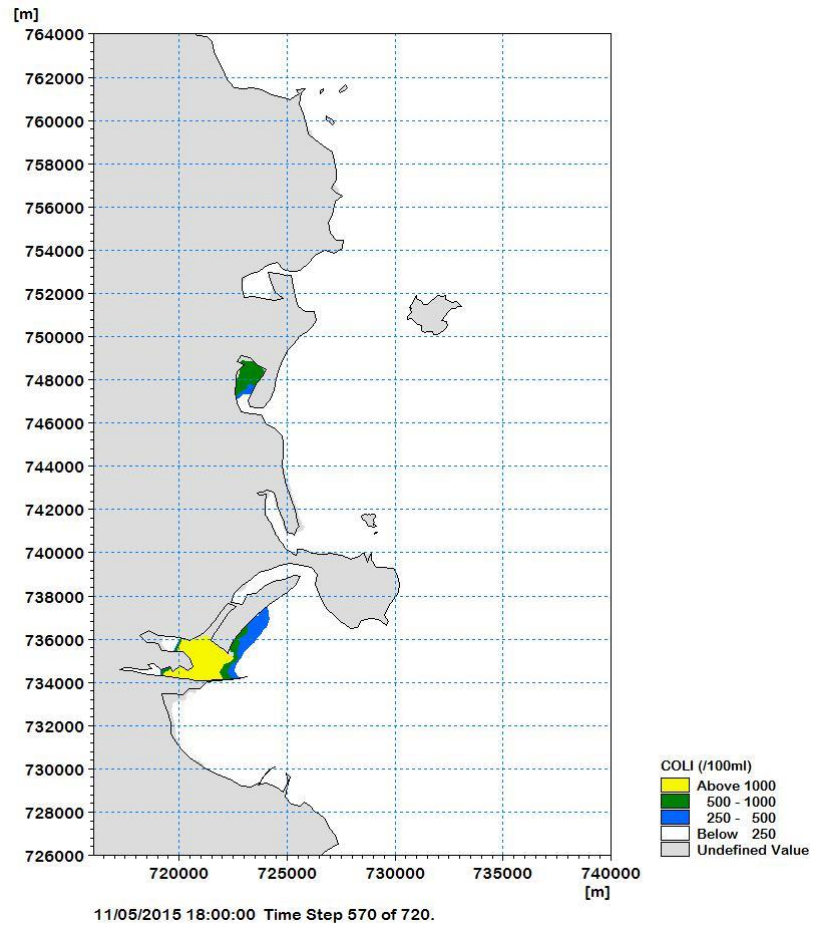 [m]
764000
762000
760000
758000
756000
754000
752000
750000
748000
746000
744000
742000
740000
738000
736000
734000
732000
730000
728000
726000
720000 725000 730000 735000 740000
[m]
COLI (/100ml)
Above 1000
500 - 1000
250 - 500
Below 250
Undefined Value
11/05/2015 18:00:00 Time Step 570 of 720.